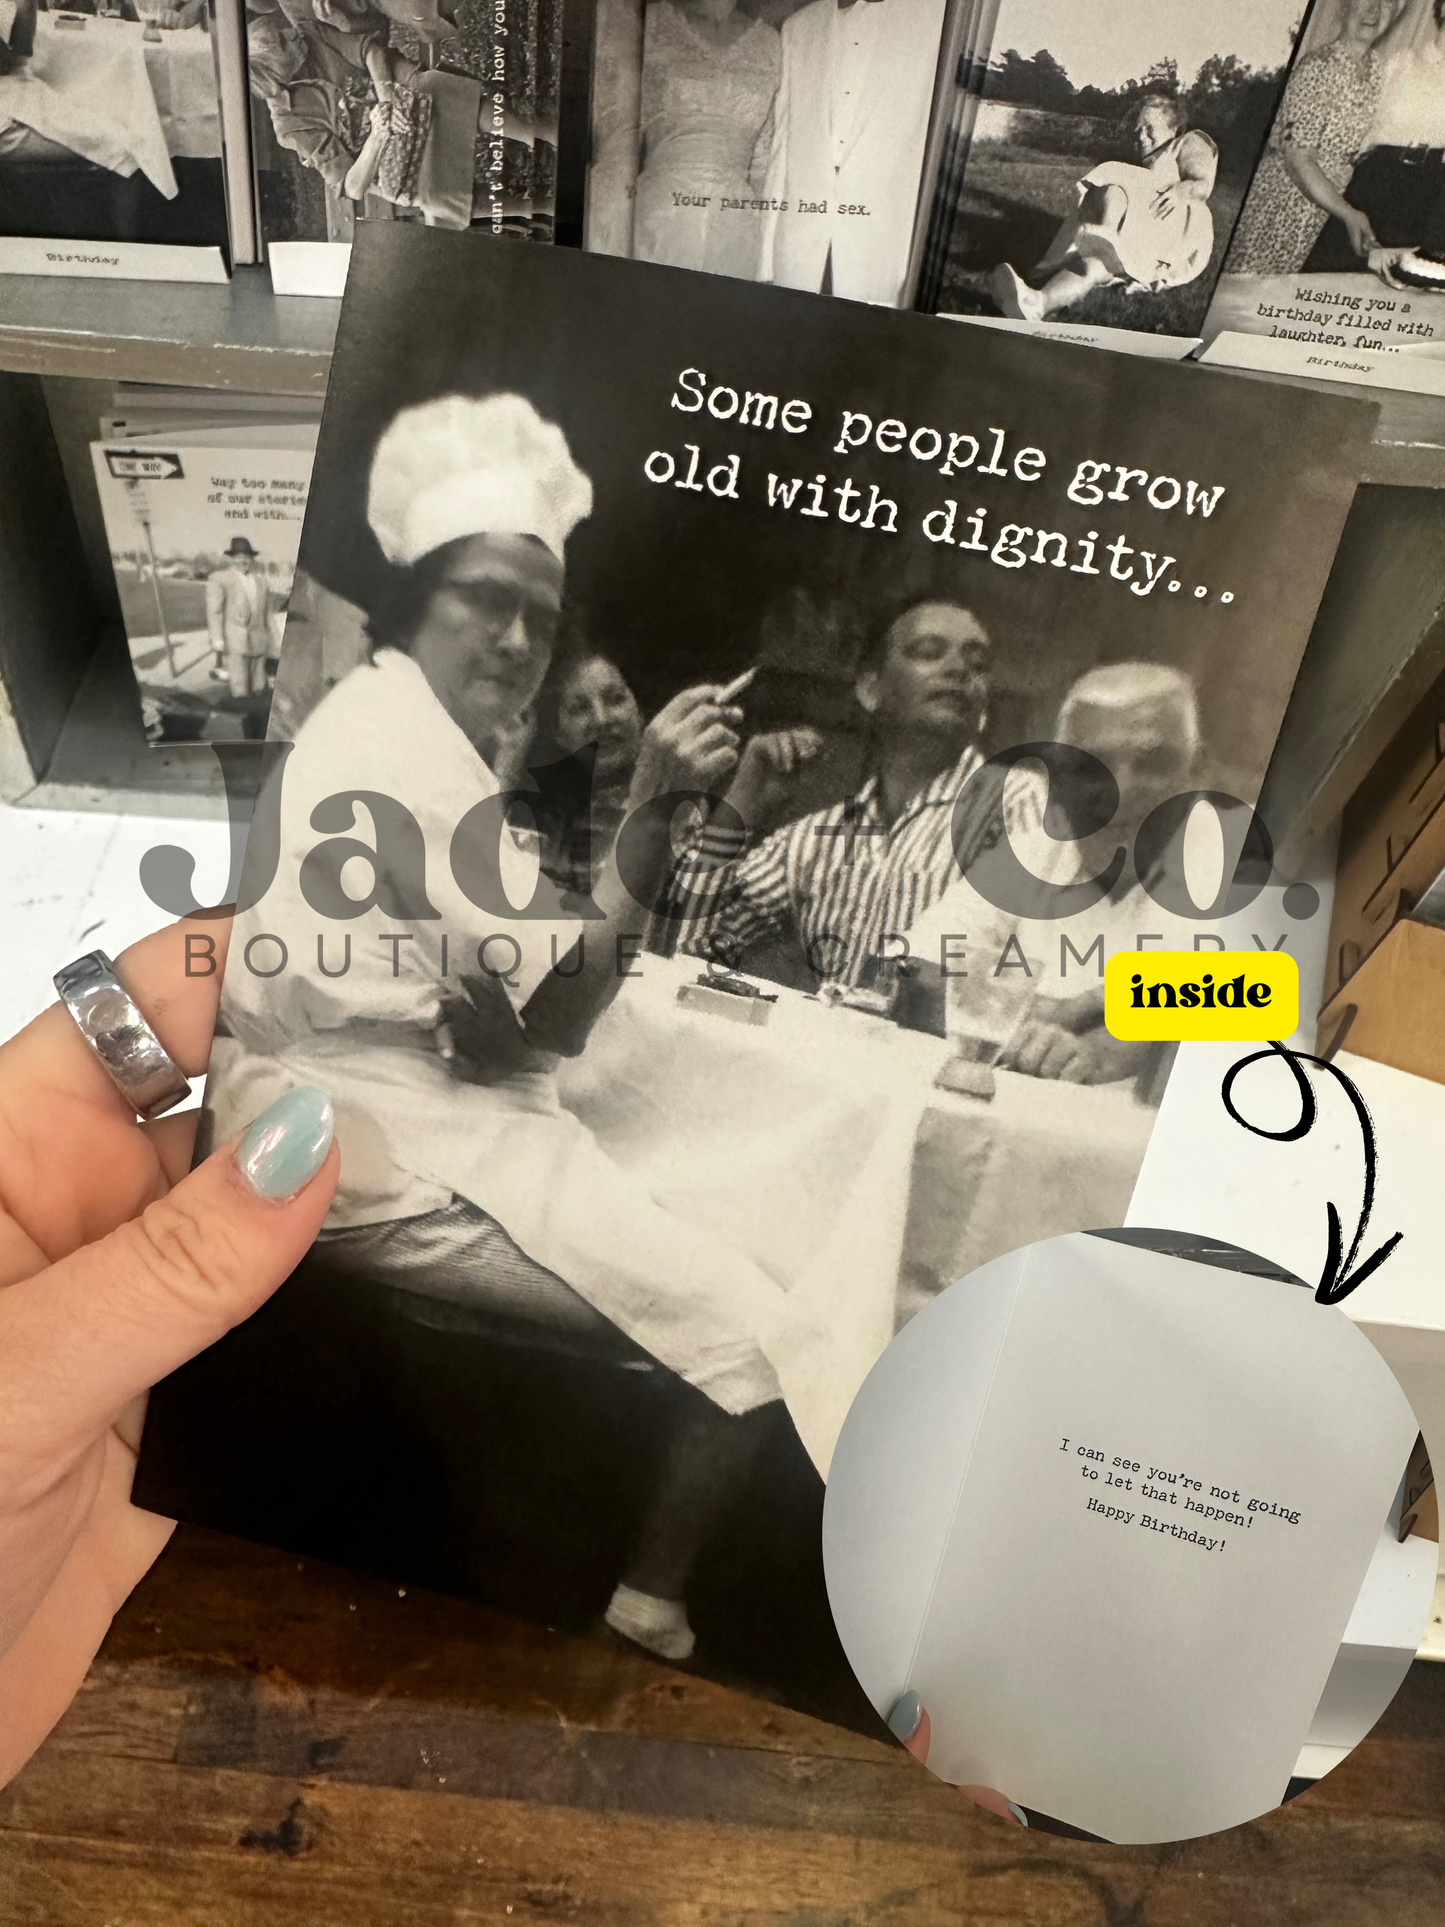 can't believe how you
Your parents had sex.
Birthday
Wishing you a
birthday filled with
laughter, fun...
Birthday
Birthday
ONE WAY
Way too many
of our stories
end with...
Some people grow
old with dignity...
Jade + Co.
BOUTIQUE & CREAMERY
inside
I can see you're not going
to let that happen!
Happy Birthday!